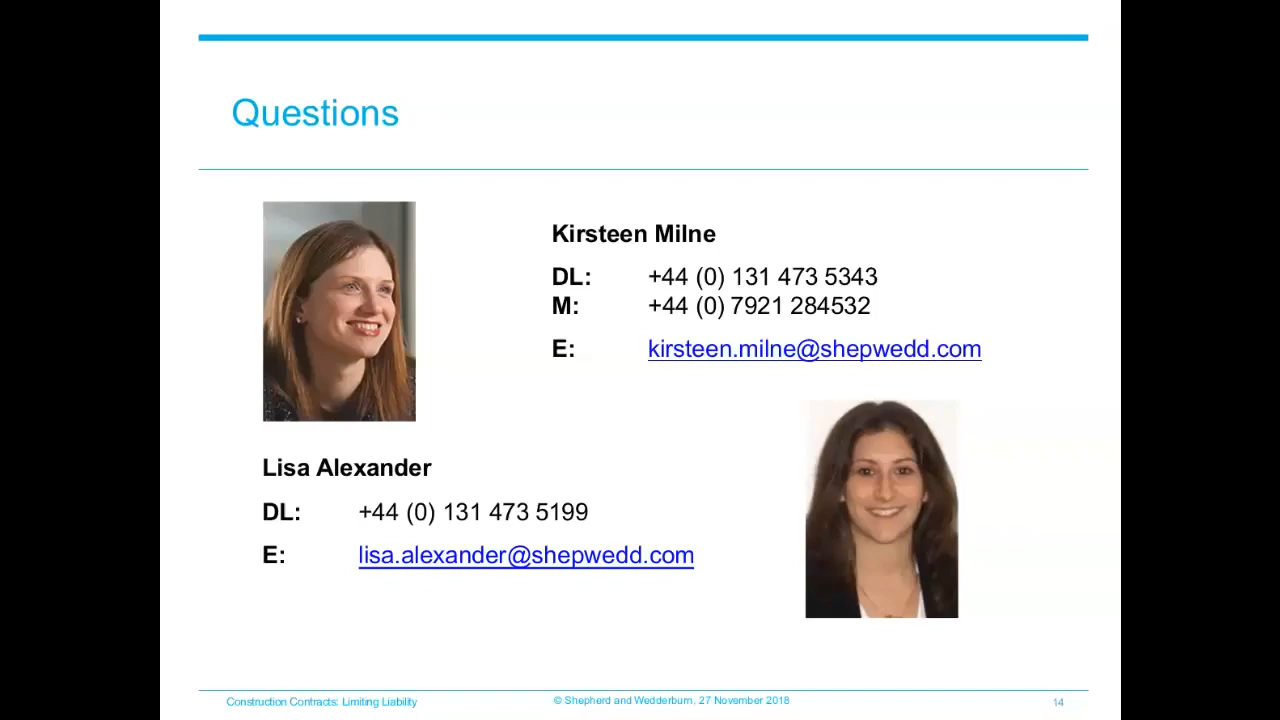 Questions
Kirsteen Milne
DL: +44 (0) 131 473 5343
M: +44 (0) 7921 284532
E: kirsteen.milne@shepwedd.com
Lisa Alexander
DL: +44 (0) 131 473 5199
E: lisa.alexander@shepwedd.com
Construction Contracts: Limiting Liability © Shepherd and Wedderburn, 27 November 2018 14